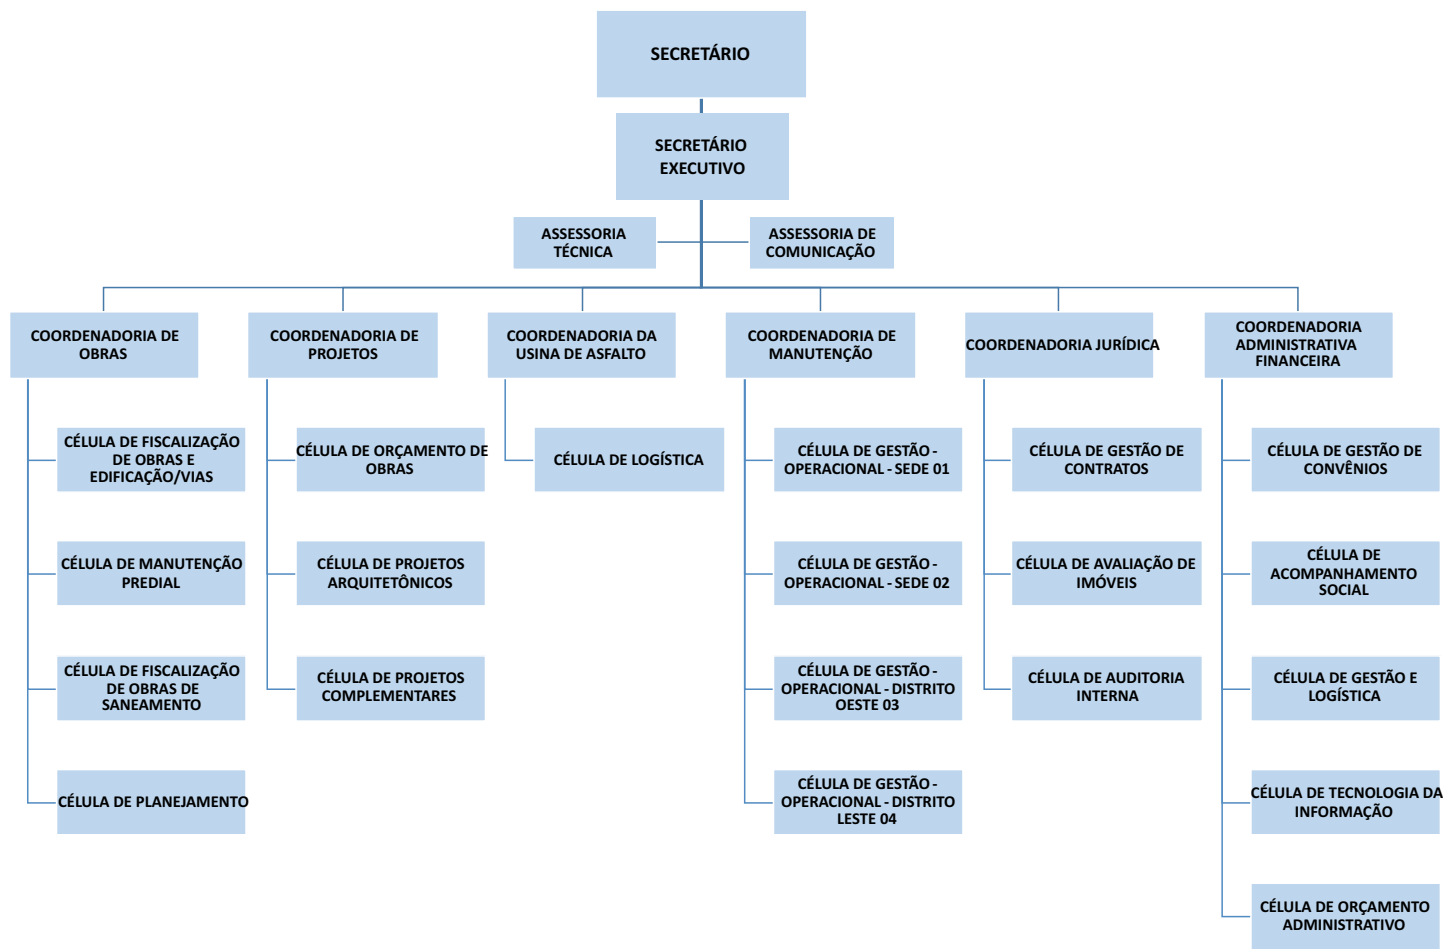 SECRETÁRIO
SECRETÁRIO
EXECUTIVO
ASSESSORIA
TÉCNICA
ASSESSORIA DE
COMUNICAÇÃO
COORDENADORIA DE
OBRAS
COORDENADORIA DE
PROJETOS
COORDENADORIA DA
USINA DE ASFALTO
COORDENADORIA DE
MANUTENÇÃO
COORDENADORIA JURÍDICA
COORDENADORIA
ADMINISTRATIVA
FINANCEIRA
CÉLULA DE FISCALIZAÇÃO
DE OBRAS E
EDIFICAÇÃO/VIAS
CÉLULA DE ORÇAMENTO DE
OBRAS
CÉLULA DE LOGÍSTICA
CÉLULA DE GESTÃO -
OPERACIONAL - SEDE 01
CÉLULA DE GESTÃO DE
CONTRATOS
CÉLULA DE GESTÃO DE
CONVÊNIOS
CÉLULA DE MANUTENÇÃO
PREDIAL
CÉLULA DE PROJETOS
ARQUITETÔNICOS
CÉLULA DE GESTÃO -
OPERACIONAL - SEDE 02
CÉLULA DE AVALIAÇÃO DE
IMÓVEIS
CÉLULA DE
ACOMPANHAMENTO
SOCIAL
CÉLULA DE FISCALIZAÇÃO
DE OBRAS DE
SANEAMENTO
CÉLULA DE PROJETOS
COMPLEMENTARES
CÉLULA DE GESTÃO -
OPERACIONAL - DISTRITO
OESTE 03
CÉLULA DE AUDITORIA
INTERNA
CÉLULA DE GESTÃO E
LOGÍSTICA
CÉLULA DE PLANEJAMENTO
CÉLULA DE GESTÃO -
OPERACIONAL - DISTRITO
LESTE 04
CÉLULA DE TECNOLOGIA DA
INFORMAÇÃO
CÉLULA DE ORÇAMENTO
ADMINISTRATIVO